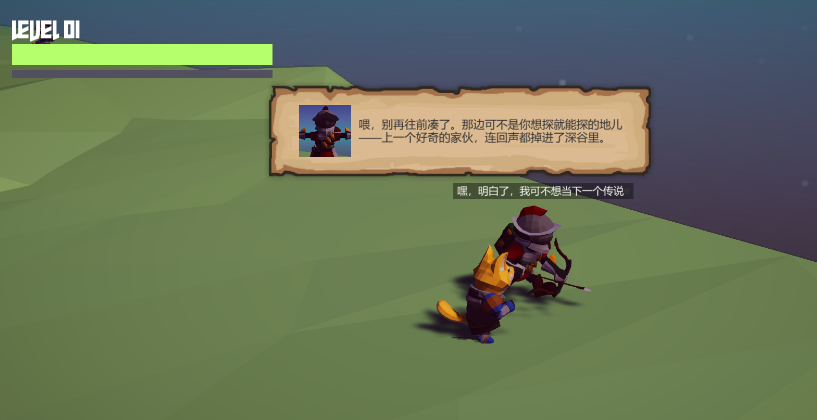 LEVEL 01
喂，别再往前凑了。那边可不是你想探就能探的地儿
——上一个好奇的家伙，连回声都掉进了深谷里。
嘿，明白了，我可不想当下一个传说